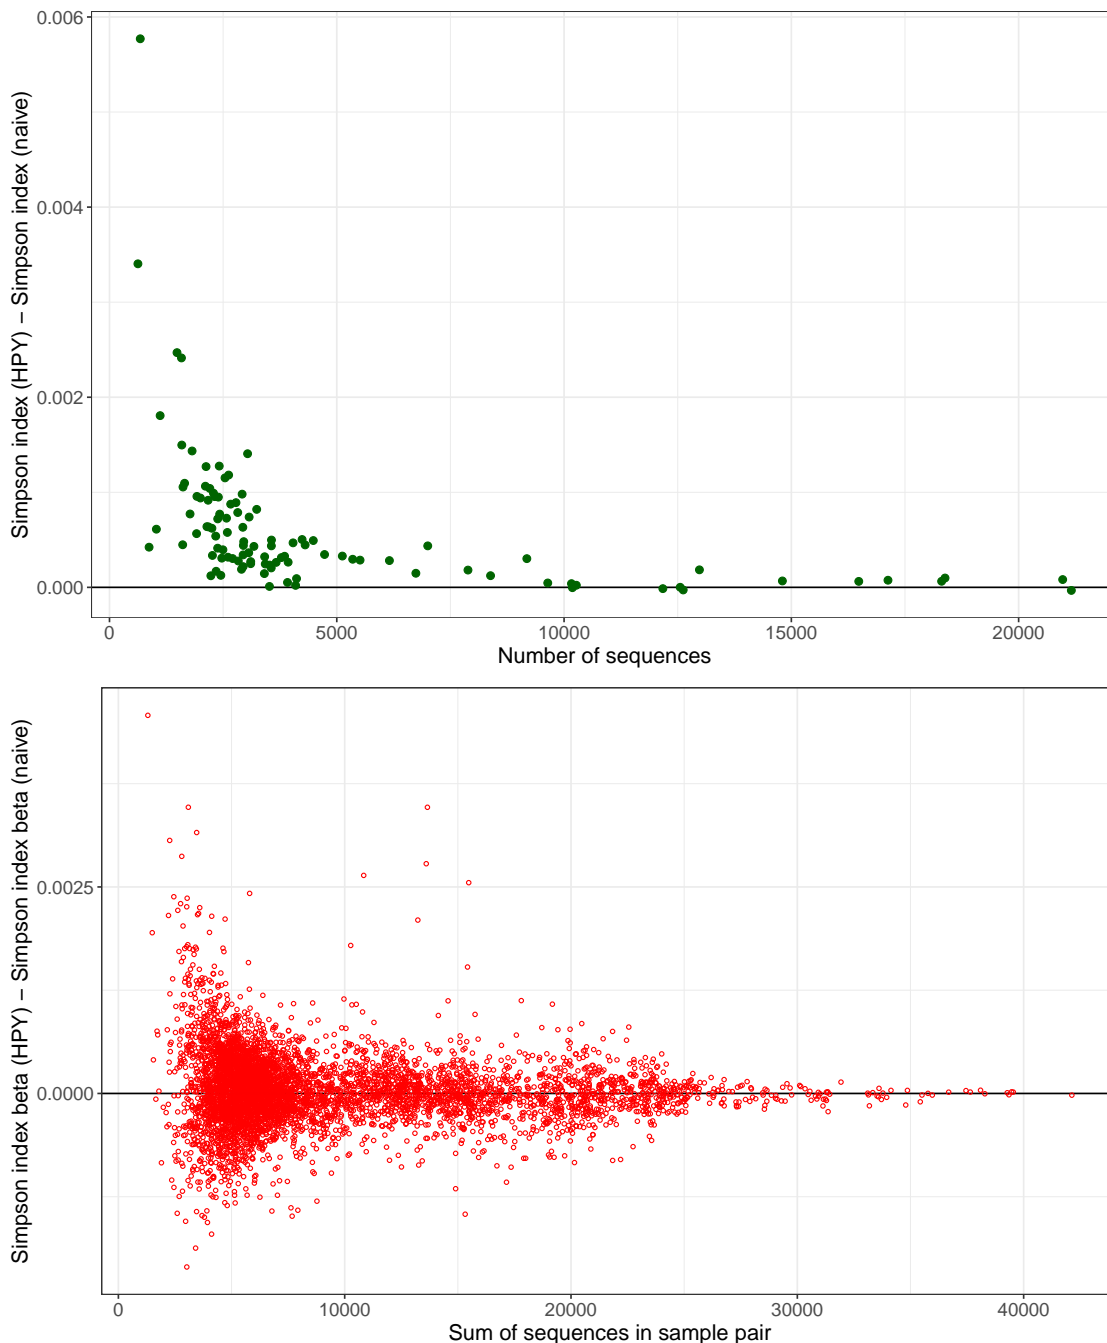 Simpson index (HPY) − Simpson index (naive)
0.006
0.004
0.002
0.000
0 5000 10000 15000 20000
Number of sequences
Simpson index beta (HPY) − Simpson index beta (naive)
0.0025
0.0000
0 10000 20000 30000 40000
Sum of sequences in sample pair